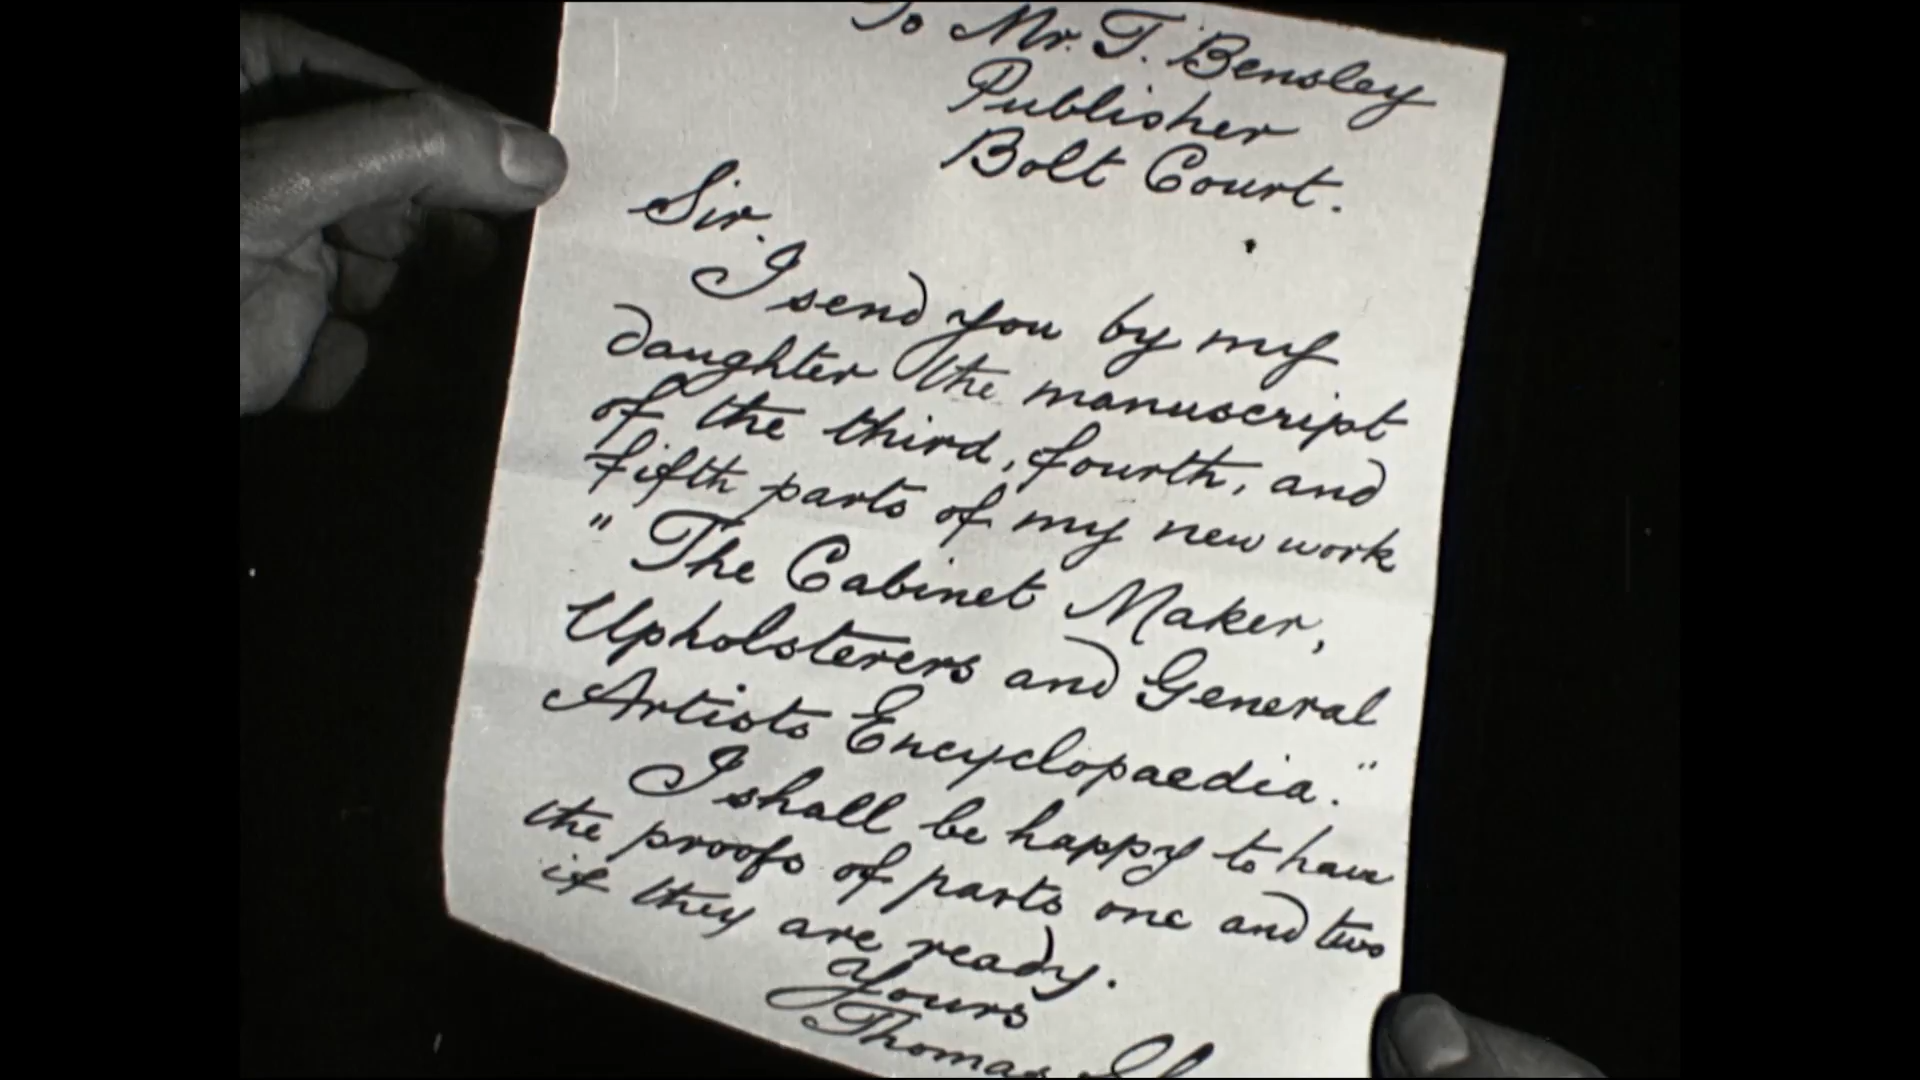 To Mr. T. Bensley
Publisher
Bolt Court.
Sir.
I send you by my
daughter the manuscript
of the third, fourth, and
fifth parts of my new work
"The Cabinet Maker,
Upholsterers and General
Artists Encyclopaedia."
I shall be happy to have
the proofs of parts one and two
if they are ready.
Yours
Thomas